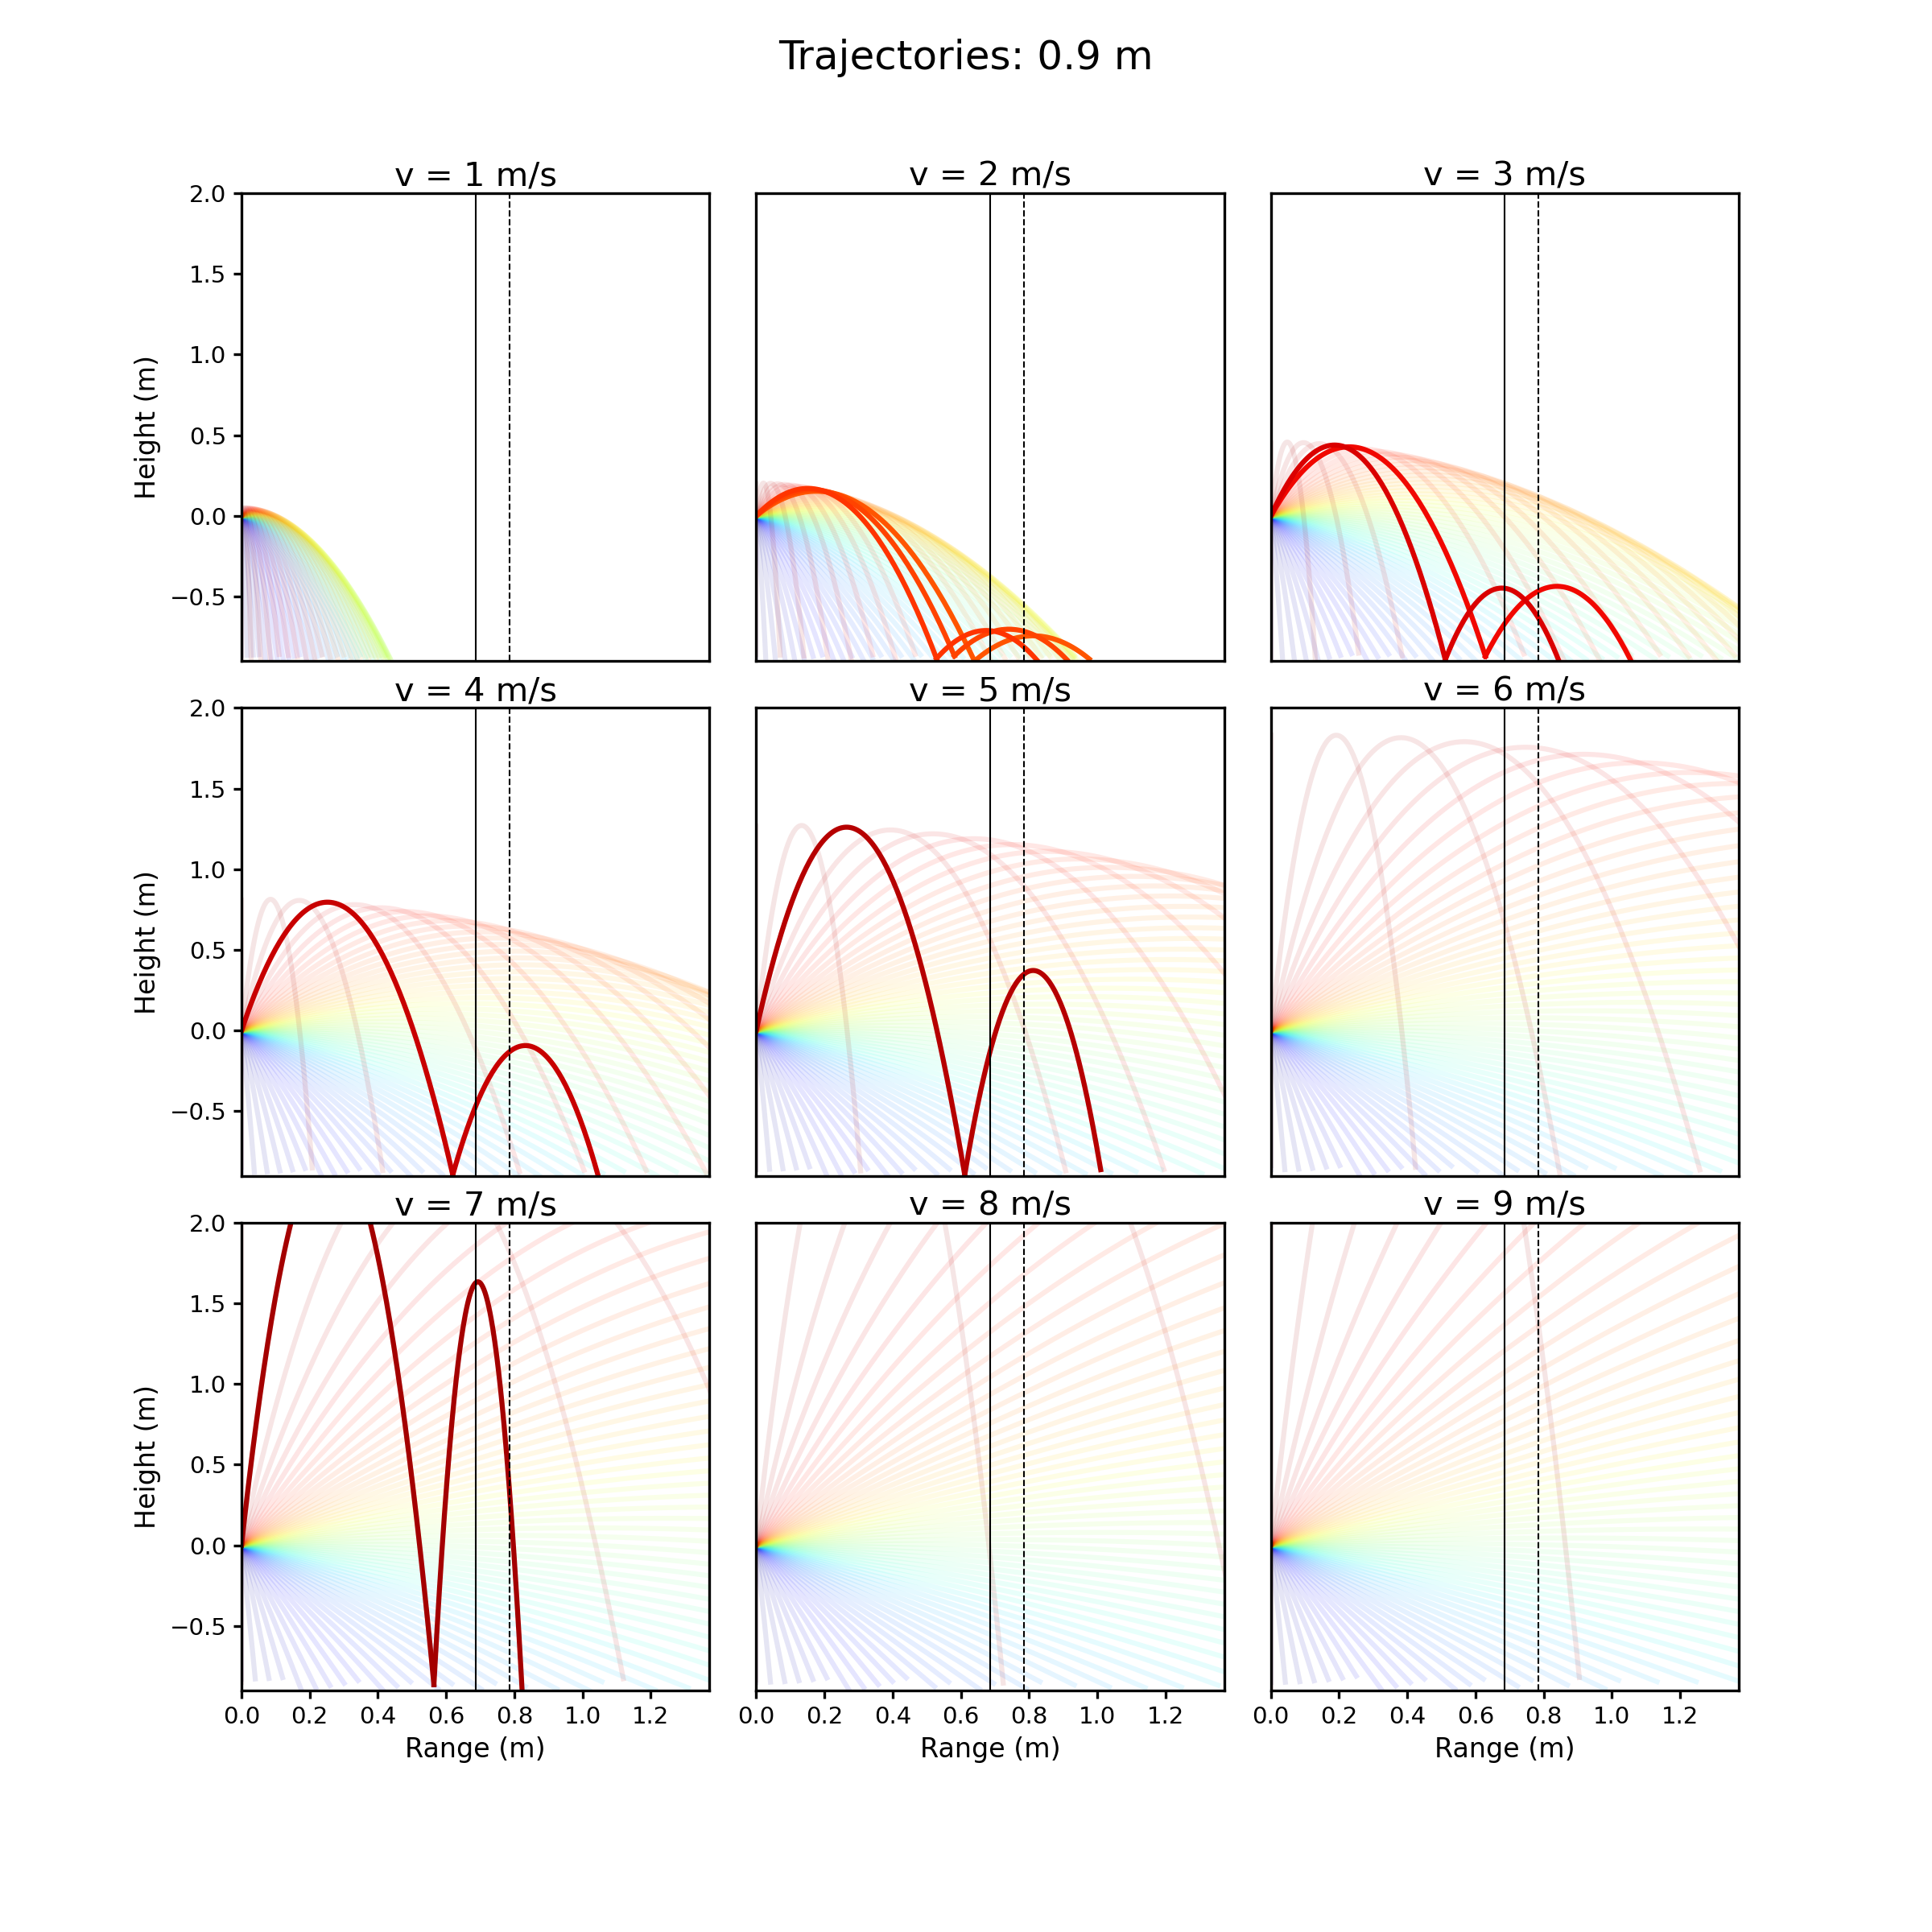 Trajectories: 0.9 m
v = 1 m/s
v = 2 m/s
v = 3 m/s
2.0
1.5
1.0
0.5
0.0
−0.5
Height (m)
v = 4 m/s
v = 5 m/s
v = 6 m/s
2.0
1.5
1.0
0.5
0.0
−0.5
Height (m)
v = 7 m/s
v = 8 m/s
v = 9 m/s
2.0
1.5
1.0
0.5
0.0
−0.5
Height (m)
0.0 0.2 0.4 0.6 0.8 1.0 1.2
0.0 0.2 0.4 0.6 0.8 1.0 1.2
0.0 0.2 0.4 0.6 0.8 1.0 1.2
Range (m)
Range (m)
Range (m)